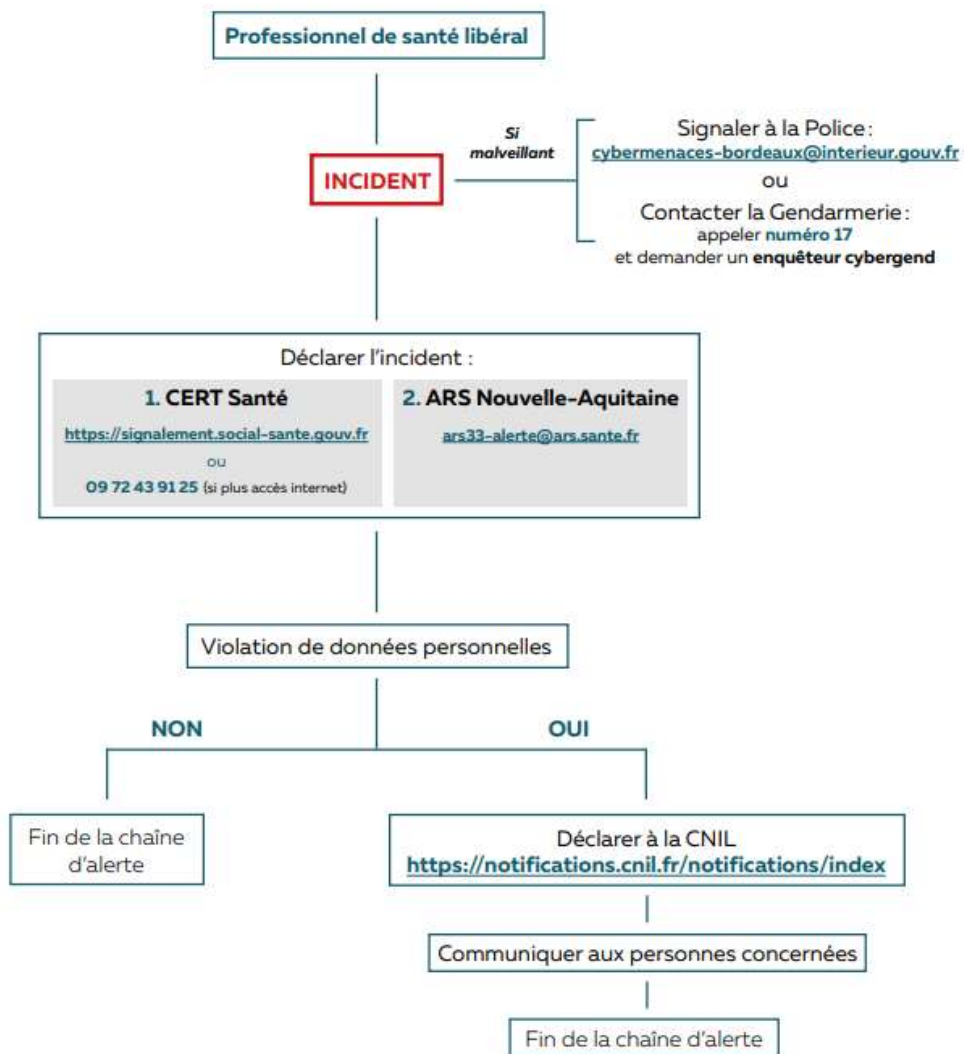 Professionnel de santé libéral
Si
malveillant
INCIDENT
Signaler à la Police :
cybermenaces-bordeaux@interieur.gouv.fr
ou
Contacter la Gendarmerie :
appeler numéro 17
et demander un enquêteur cybergend
Déclarer l'incident :
1. CERT Santé
https://signalement.social-sante.gouv.fr
ou
09 72 43 91 25 (si plus accès internet)
2. ARS Nouvelle-Aquitaine
ars33-alerte@ars.sante.fr
Violation de données personnelles
NON
OUI
Fin de la chaîne
d'alerte
Déclarer à la CNIL
https://notifications.cnil.fr/notifications/index
Communiquer aux personnes concernées
Fin de la chaîne d'alerte